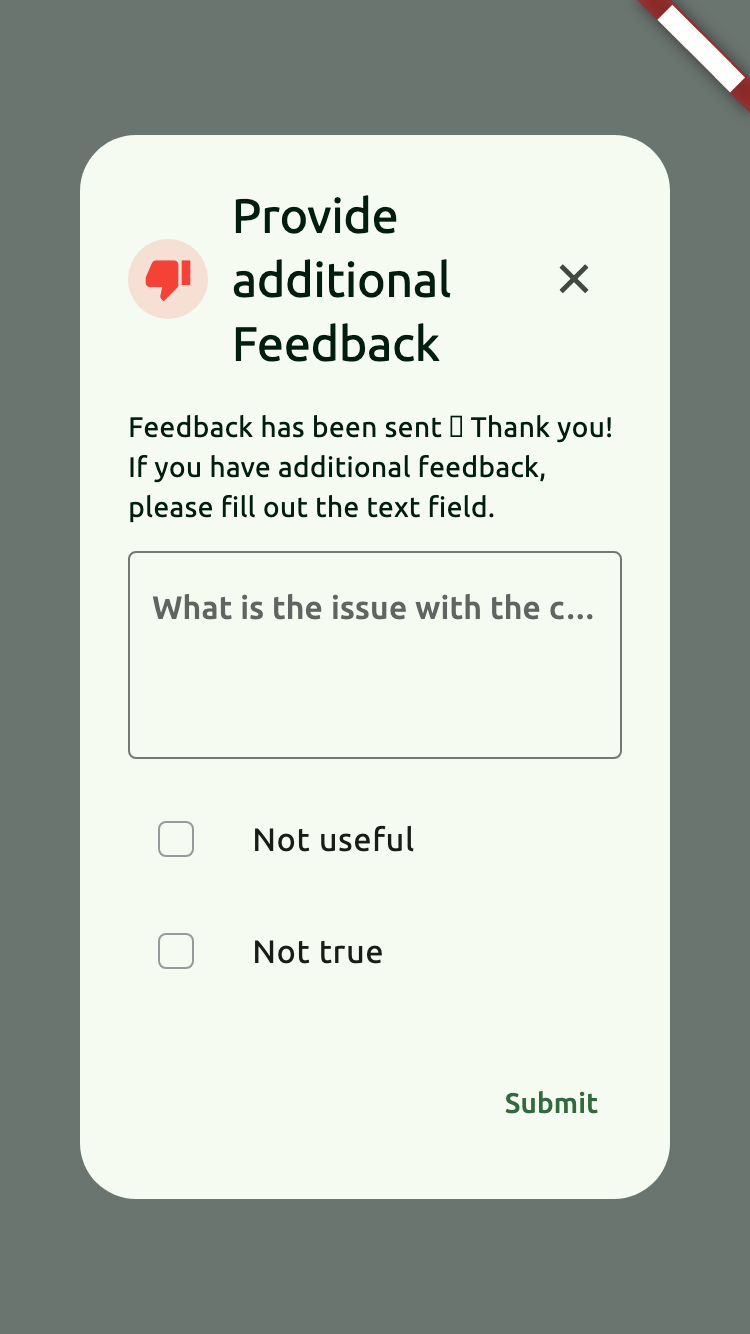 Provide
additional
Feedback
Feedback has been sent Thank you!
If you have additional feedback,
please fill out the text field.
What is the issue with the c...
Not useful
Not true
Submit